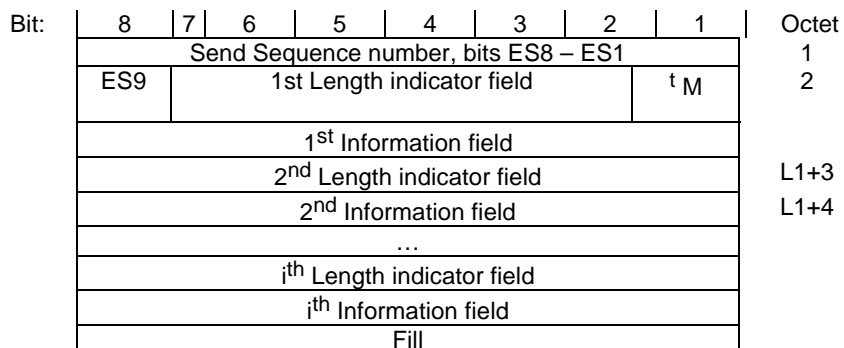 Bit: 8 7 6 5 4 3 2 1 Octet
Send Sequence number, bits ES8 – ES1 1
ES9 1st Length indicator field t M 2
1st Information field
2nd Length indicator field L1+3
2nd Information field L1+4
…
ith Length indicator field
ith Information field
Fill